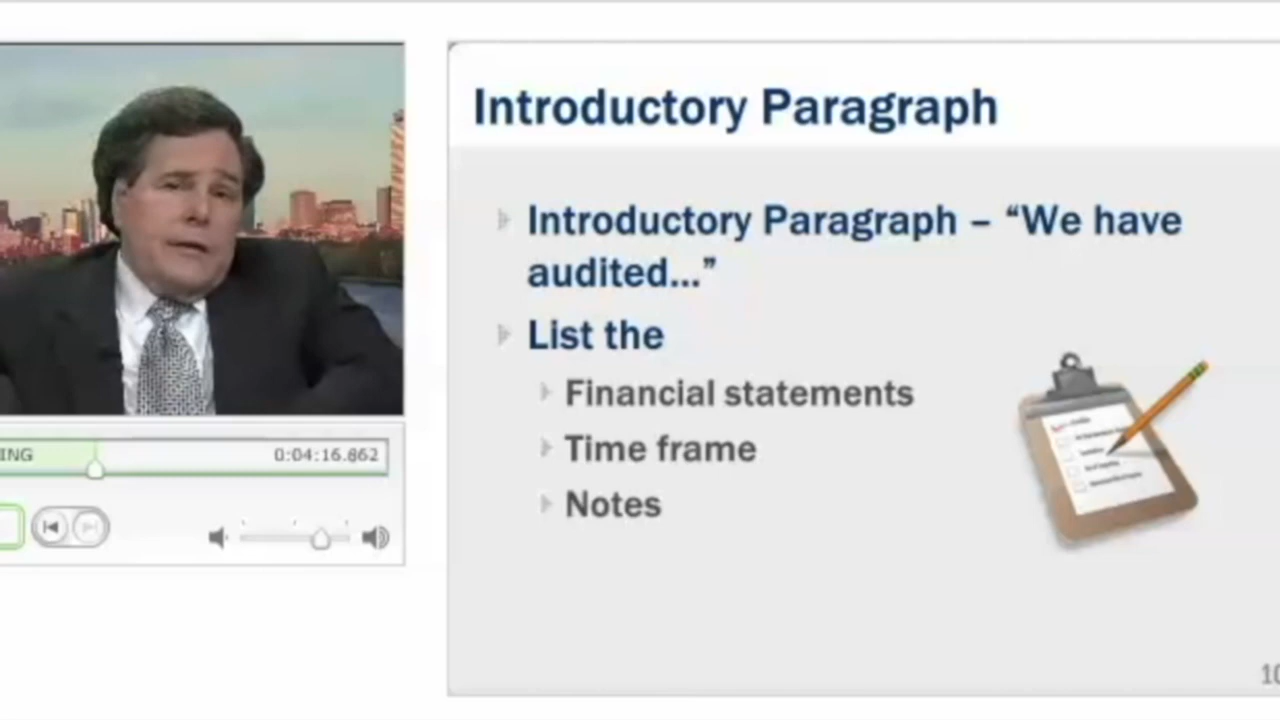 Introductory Paragraph
Introductory Paragraph – “We have
audited...”
List the
Financial statements
Time frame
Notes
ING
0:04:16.862
10